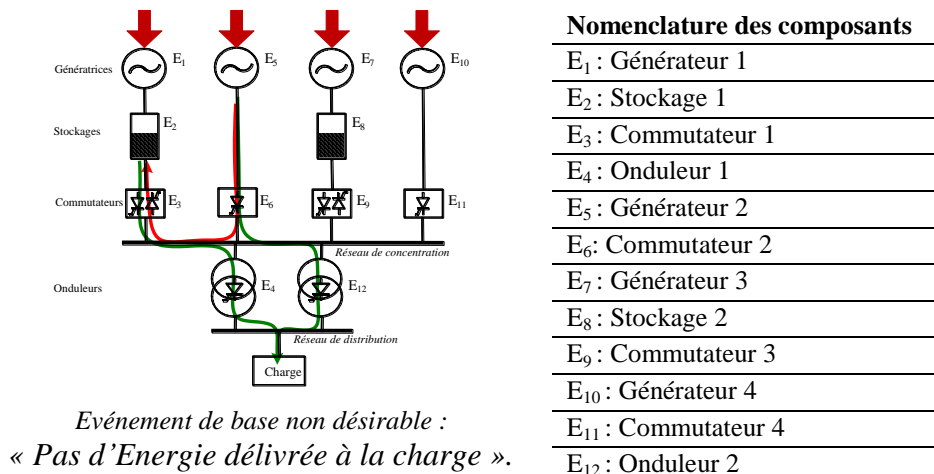 E1
E5
E7
E10
Génératrices
E2
E8
Stockages
Commutateurs
E3
E6
E9
E11
Réseau de concentration
Onduleurs
E4
E12
Réseau de distribution
Charge
Evénement de base non désirable :
« Pas d’Energie délivrée à la charge ».
Nomenclature des composants
E1 : Générateur 1
E2 : Stockage 1
E3 : Commutateur 1
E4 : Onduleur 1
E5 : Générateur 2
E6: Commutateur 2
E7 : Générateur 3
E8 : Stockage 2
E9 : Commutateur 3
E10 : Générateur 4
E11 : Commutateur 4
E12 : Onduleur 2